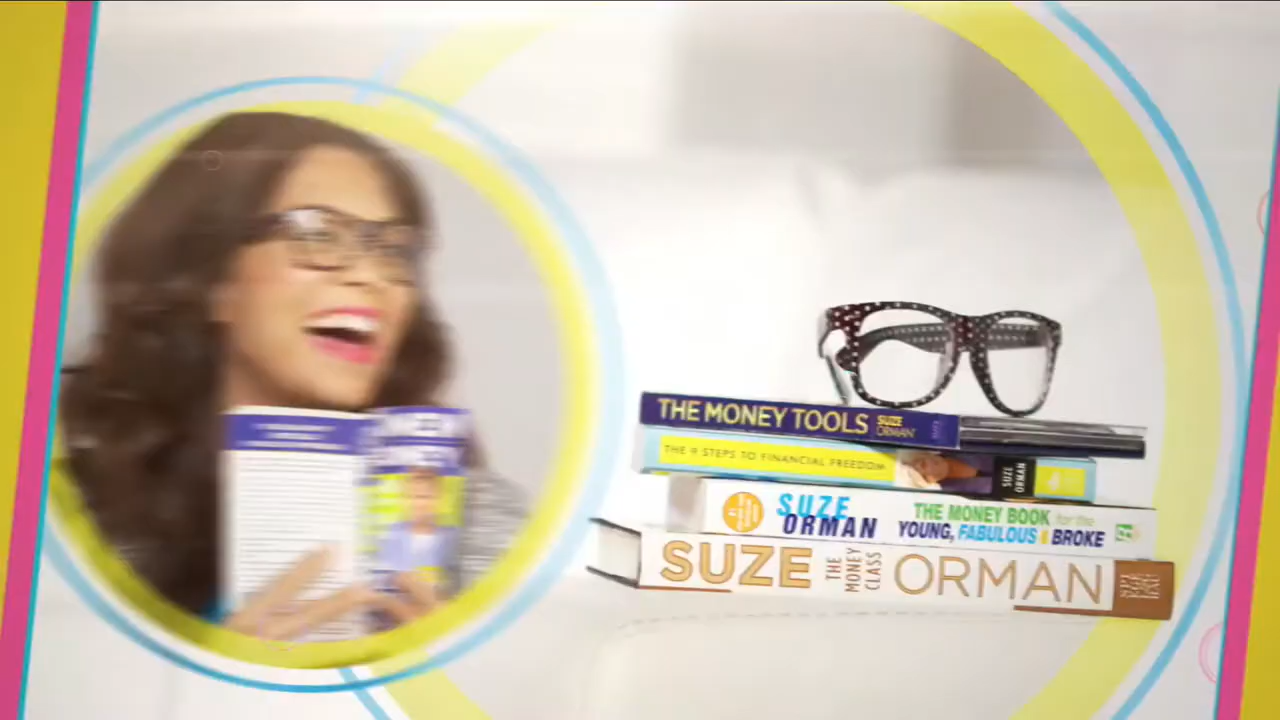 THE MONEY TOOLS SUZE ORMAN
THE 9 STEPS TO FINANCIAL FREEDOM SUZE ORMAN
SUZE ORMAN THE MONEY BOOK for the YOUNG, FABULOUS & BROKE
SUZE THE MONEY CLASS ORMAN